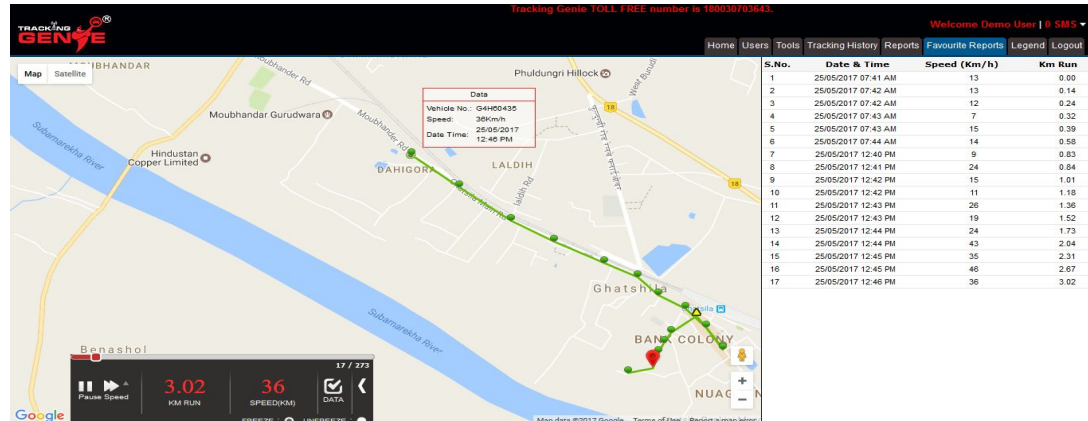 Tracking Genie TOLL FREE number is 180030703643.
TRACKING
GENIE
Welcome Demo User | 0 SMS
Home Users Tools Tracking History Reports Favourite Reports Legend Logout
Map Satellite
MOUBHANDAR
Moubhandar Rd
Phuldungri Hillock
West Burudi
18
Data
Vehicle No.: G4H60435
Speed: 36Km/h
Date Time: 25/05/2017
12:46 PM
Moubhandar Gurudwara
Moubhandar Rd
Subarnarekha River
Hindustan
Copper Limited
DAHIGORA
LALDIH
laldih Rd
18
Ghatsila Main Rd
Ghatshila
Ghatsila
Subarnarekha River
BANK COLONY
Benashol
NUAG
17 / 273
Pause Speed
3.02
KM RUN
36
SPEED(KM)
DATA
FREEZE UNFREEZE
+
−
Google
Map data ©2017 Google Terms of Use Report a map error
S.No. Date & Time Speed (Km/h) Km Run
1 25/05/2017 07:41 AM 13 0.00
2 25/05/2017 07:42 AM 13 0.14
3 25/05/2017 07:42 AM 12 0.24
4 25/05/2017 07:43 AM 7 0.32
5 25/05/2017 07:43 AM 15 0.39
6 25/05/2017 07:44 AM 14 0.58
7 25/05/2017 12:40 PM 9 0.83
8 25/05/2017 12:41 PM 24 0.84
9 25/05/2017 12:42 PM 15 1.01
10 25/05/2017 12:42 PM 11 1.18
11 25/05/2017 12:43 PM 26 1.36
12 25/05/2017 12:43 PM 19 1.52
13 25/05/2017 12:44 PM 24 1.73
14 25/05/2017 12:44 PM 43 2.04
15 25/05/2017 12:45 PM 35 2.31
16 25/05/2017 12:45 PM 46 2.67
17 25/05/2017 12:46 PM 36 3.02